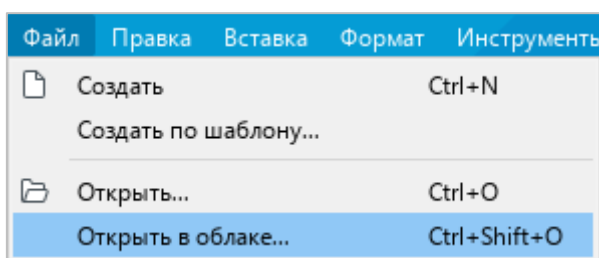 Файл Правка Вставка Формат Инструменты
Создать Ctrl+N
Создать по шаблону...
Открыть... Ctrl+O
Открыть в облаке... Ctrl+Shift+O